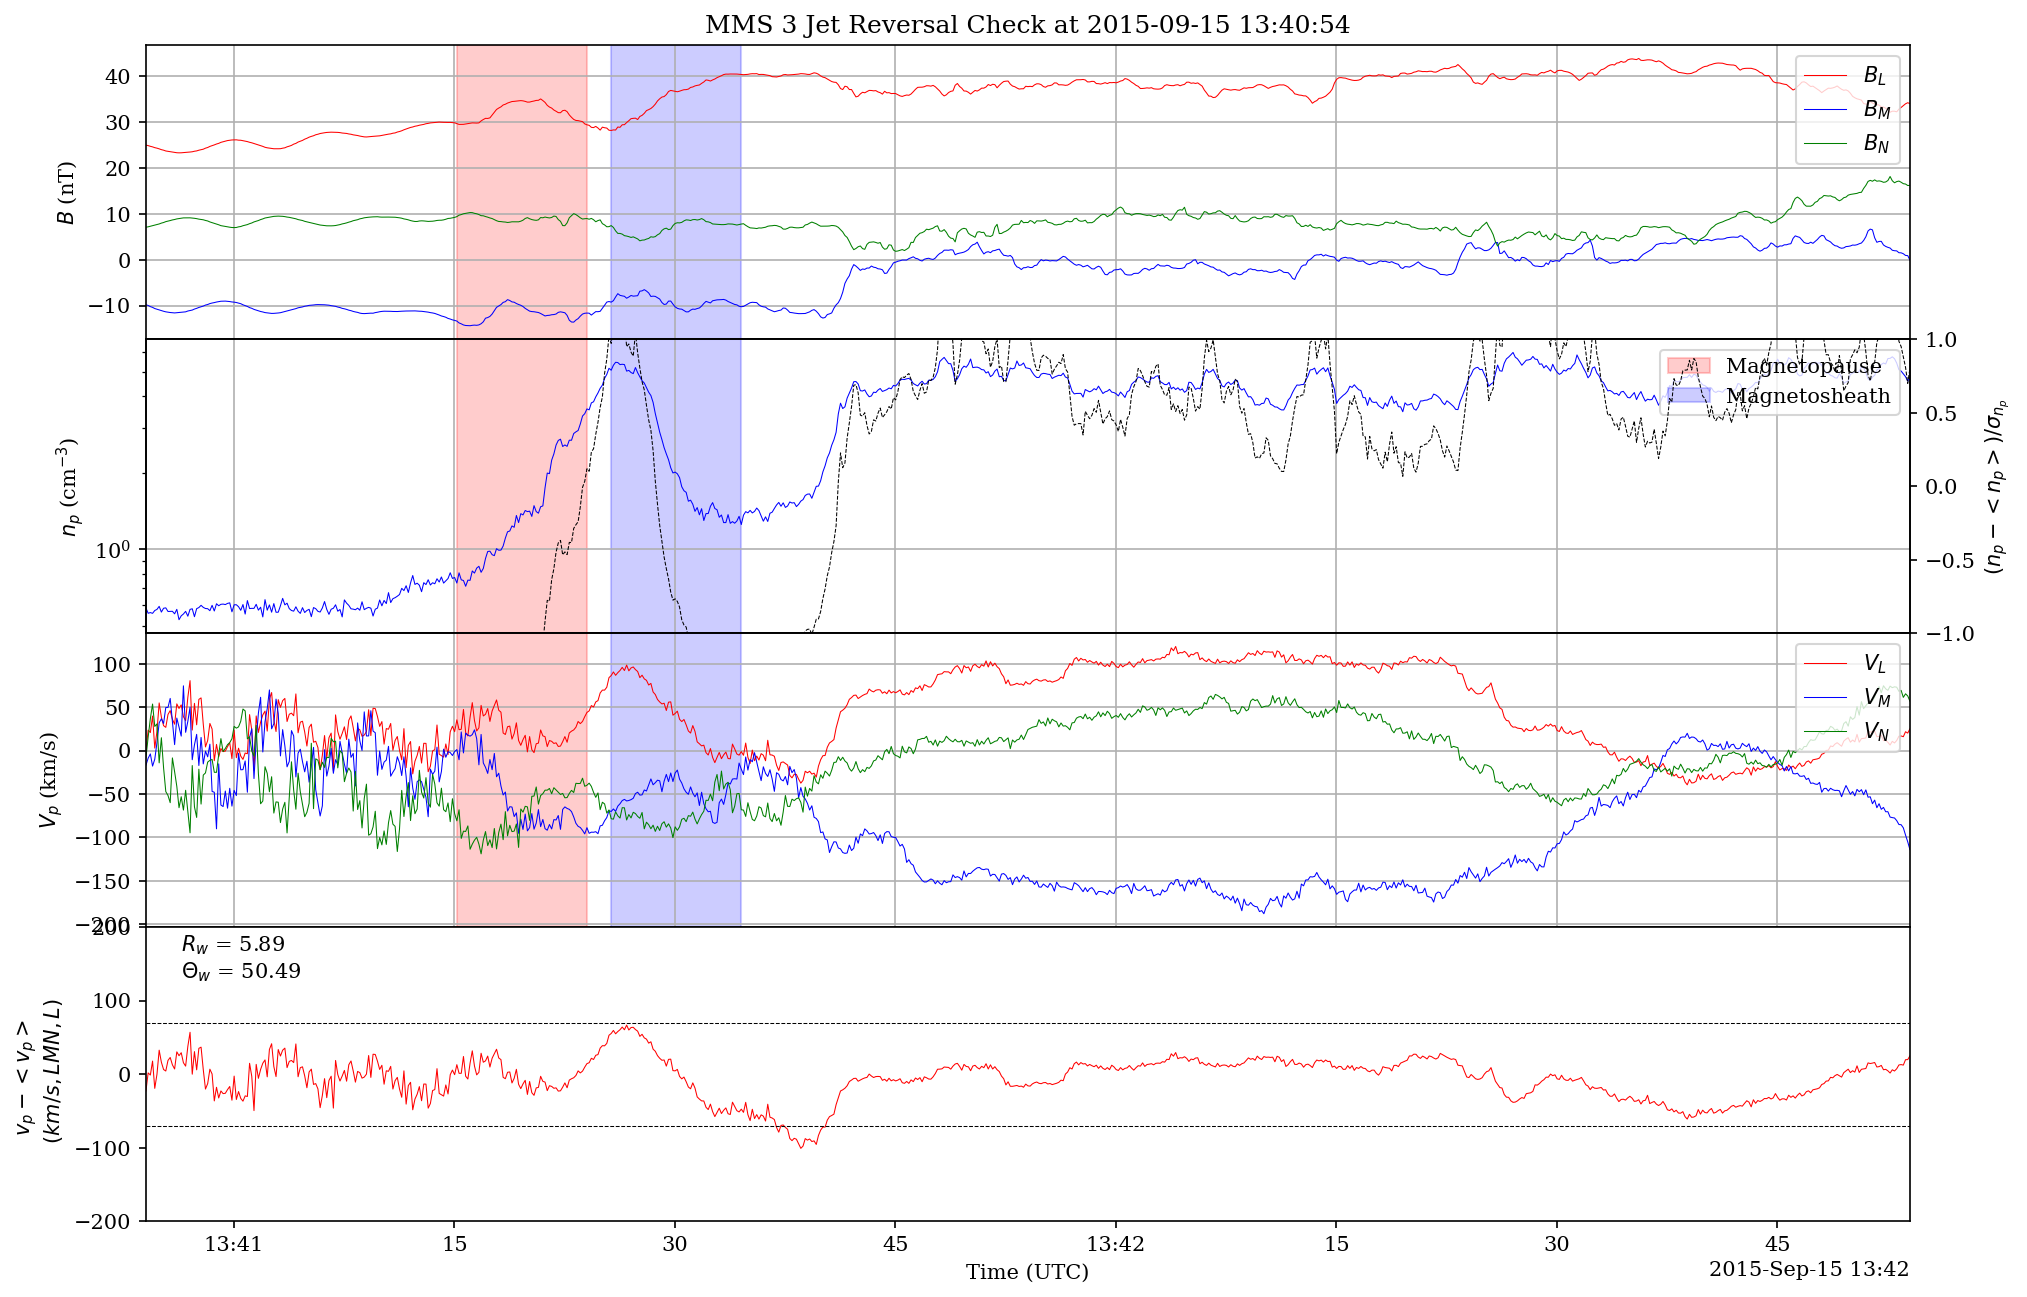 MMS 3 Jet Reversal Check at 2015-09-15 13:40:54
40
30
20
10
0
−10
B (nT)
B_L
B_M
B_N
10^0
n_p (cm^{−3})
1.0
0.5
0.0
−0.5
−1.0
(n_p − < n_p > )/σ_{n_p}
Magnetopause
Magnetosheath
100
50
0
−50
−100
−150
−200
V_p (km/s)
V_L
V_M
V_N
200
100
0
−100
−200
v_p − < v_p >
(km/s, LMN, L)
R_w = 5.89
Θ_w = 50.49
13:41 15 30 45 13:42 15 30 45
Time (UTC)
2015-Sep-15 13:42